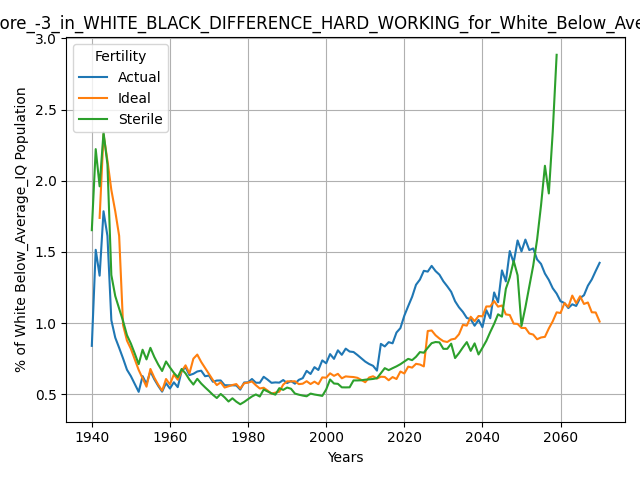 ore_-3_in_WHITE_BLACK_DIFFERENCE_HARD_WORKING_for_White_Below_Ave
Fertility
Actual
Ideal
Sterile
% of White Below_Average_IQ Population
3.0
2.5
2.0
1.5
1.0
0.5
1940 1960 1980 2000 2020 2040 2060
Years